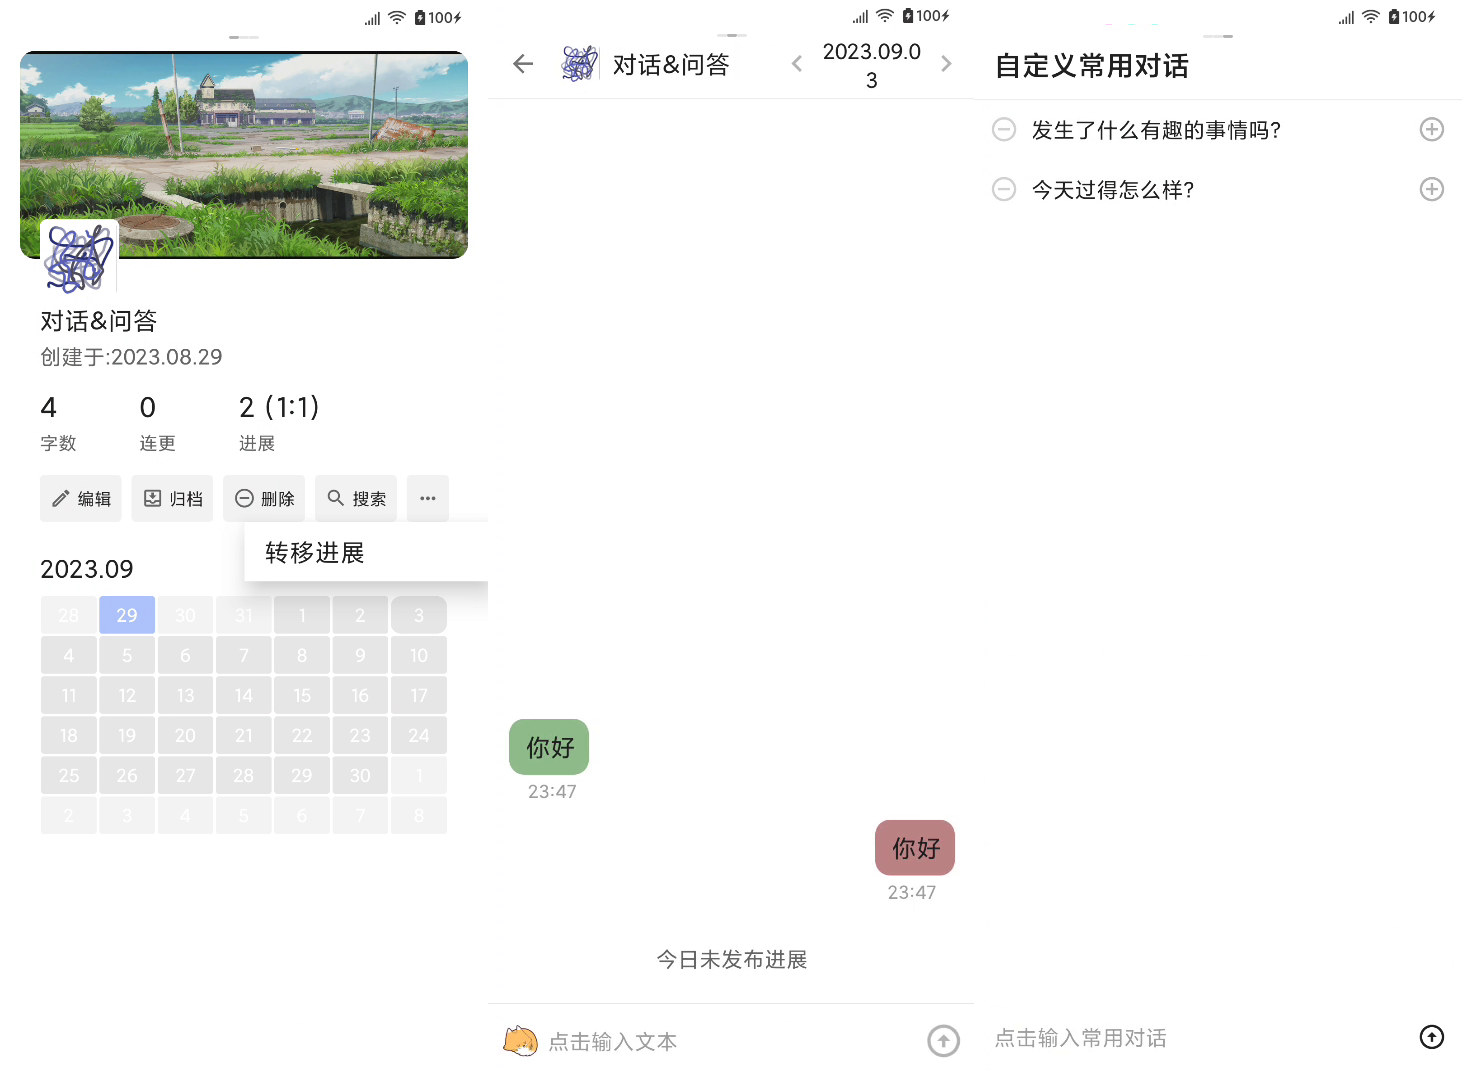 100
对话&问答
创建于:2023.08.29
4
0
2 (1:1)
字数
连更
进展
编辑
归档
删除
搜索
转移进展
2023.09
28 29 30 31 1 2 3
4 5 6 7 8 9 10
11 12 13 14 15 16 17
18 19 20 21 22 23 24
25 26 27 28 29 30 1
2 3 4 5 6 7 8
100
对话&问答
2023.09.0
3
你好
23:47
你好
23:47
今日未发布进展
点击输入文本
100
自定义常用对话
发生了什么有趣的事情吗?
今天过得怎么样?
点击输入常用对话